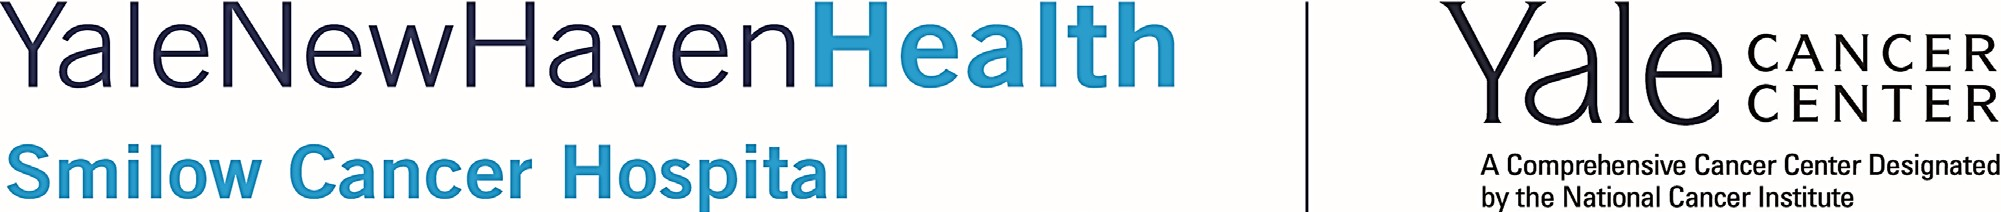 YaleNewHavenHealth
Smilow Cancer Hospital
Yale CANCER
CENTER
A Comprehensive Cancer Center Designated
by the National Cancer Institute